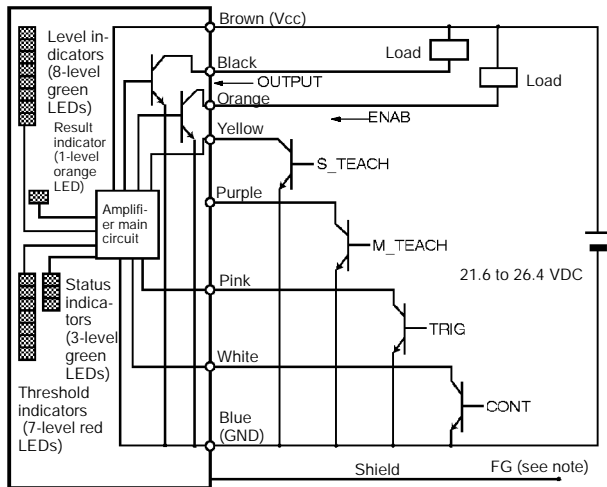 Brown (Vcc)
Level in-
dicators
(8-level
green
LEDs)
Load
Black
OUTPUT
Load
Orange
ENAB
Result
indicator
(1-level
orange
LED)
Yellow
S_TEACH
Purple
Amplifi-
er main
circuit
M_TEACH
21.6 to 26.4 VDC
Pink
Status
indica-
tors
(3-level
green
LEDs)
TRIG
White
Threshold
indicators
(7-level red
LEDs)
CONT
Blue
(GND)
Shield
FG (see note)